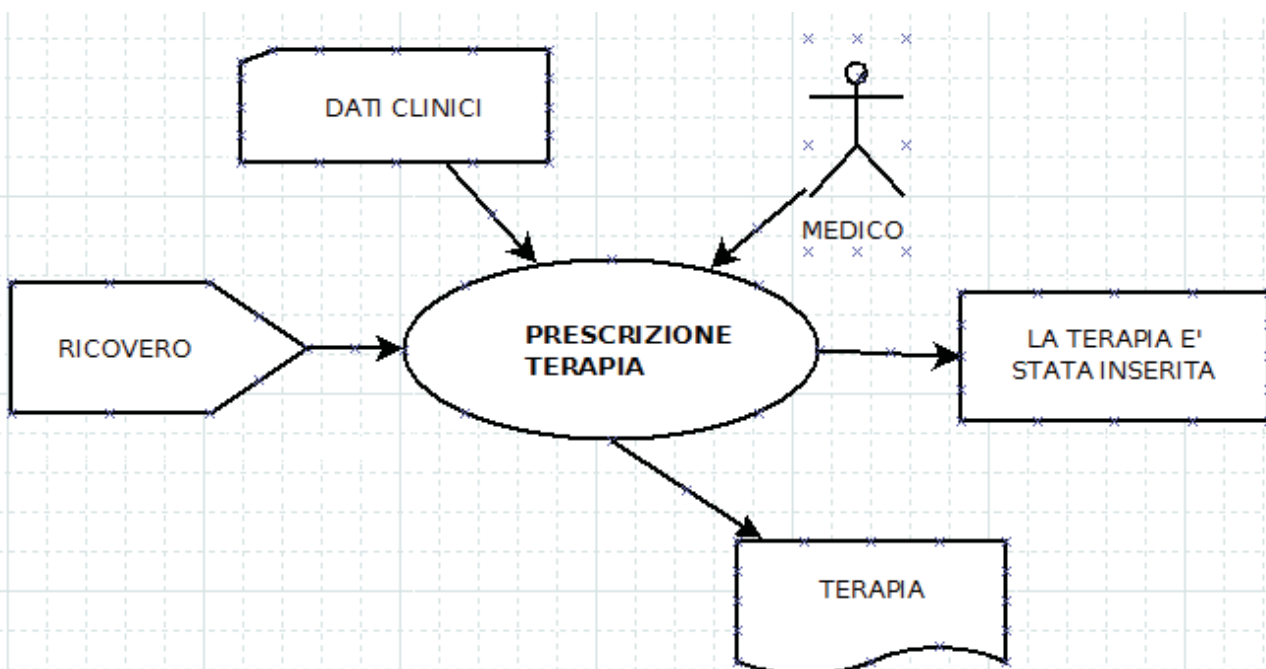 DATI CLINICI
MEDICO
RICOVERO
PRESCRIZIONE
TERAPIA
LA TERAPIA E'
STATA INSERITA
TERAPIA